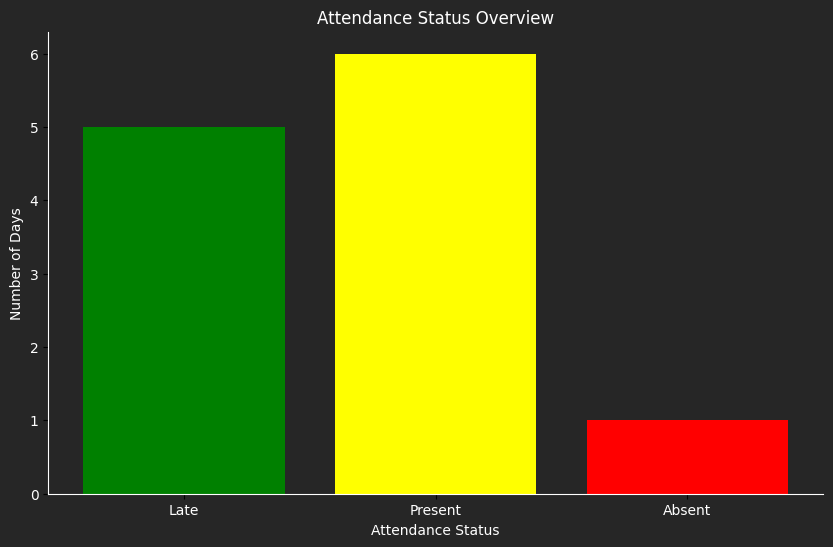 Attendance Status Overview
Number of Days
6
5
4
3
2
1
0
Late Present Absent
Attendance Status